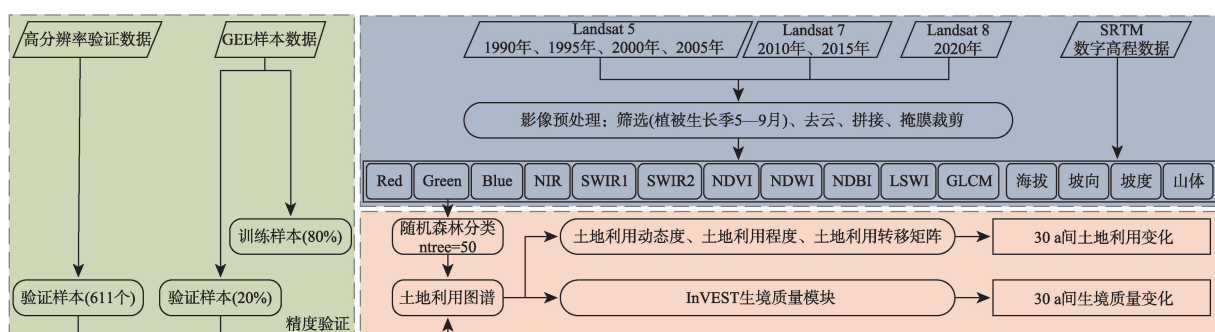 高分辨率验证数据
GEE样本数据
训练样本(80%)
验证样本(611个)
验证样本(20%)
精度验证
Landsat 5
1990年、1995年、2000年、2005年
Landsat 7
2010年、2015年
Landsat 8
2020年
SRTM
数字高程数据
影像预处理：筛选(植被生长季5—9月)、去云、拼接、掩膜裁剪
Red Green Blue NIR SWIR1 SWIR2 NDVI NDWI NDBI LSWI GLCM 海拔 坡向 坡度 山体
随机森林分类
ntree=50
土地利用动态度、土地利用程度、土地利用转移矩阵
30 a间土地利用变化
土地利用图谱
InVEST生境质量模块
30 a间生境质量变化